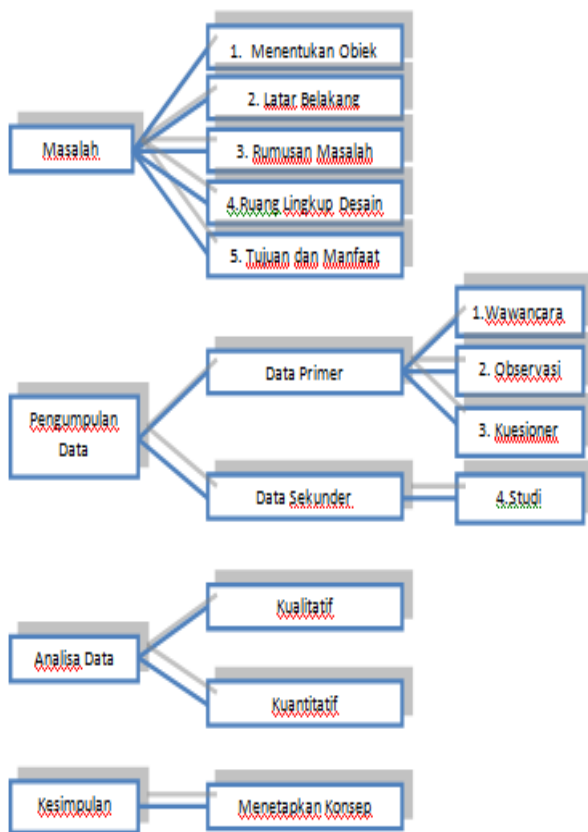 Masalah
1. Menentukan Obiek
2. Latar Belakang
3. Rumusan Masalah
4.Ruang Lingkup Desain
5. Tujuan dan Manfaat
Pengumpulan
Data
Data Primer
1.Wawancara
2. Observasi
3. Kuesioner
Data Sekunder
4.Studi
Analisa Data
Kualitatif
Kuantitatif
Kesimpulan
Menetapkan Konsep